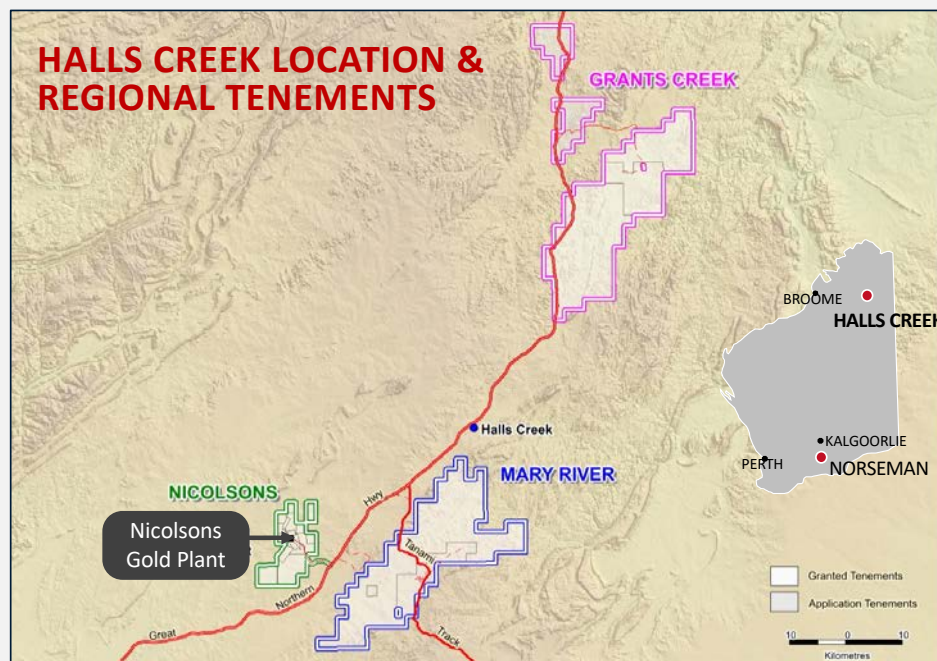 HALLS CREEK LOCATION &
REGIONAL TENEMENTS
GRANTS CREEK
BROOME
HALLS CREEK
KALGOORLIE
PERTH
NORSEMAN
Halls Creek
MARY RIVER
NICOLSONS
Nicolsons
Gold Plant
Hwy
Tanami
Northern
Great
Track
Granted Tenements
Application Tenements
10 0 10
Kilometres